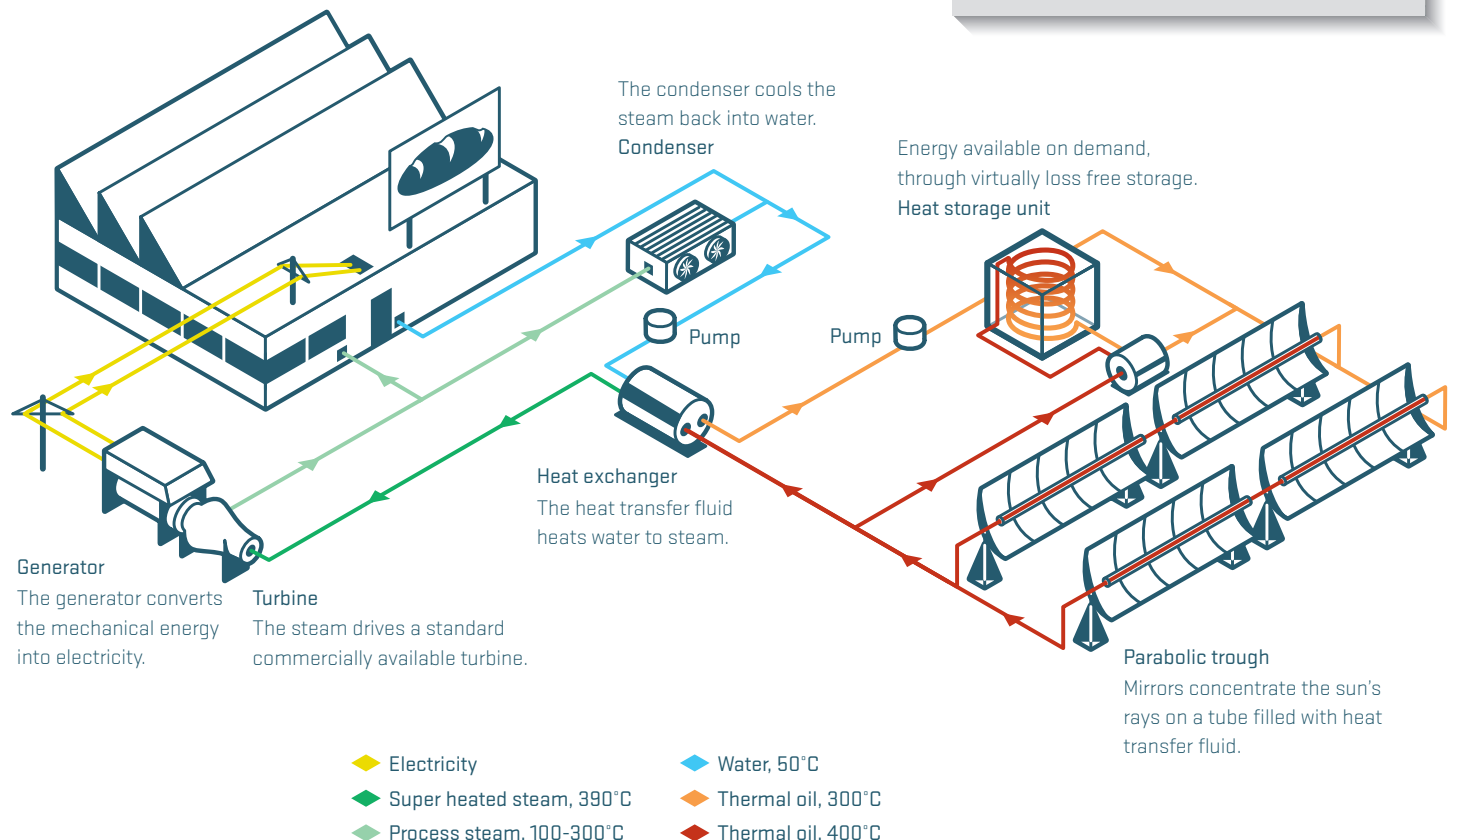 The condenser cools the
steam back into water.
Condenser
Energy available on demand,
through virtually loss free storage.
Heat storage unit
Pump
Pump
Heat exchanger
The heat transfer fluid
heats water to steam.
Generator
The generator converts
the mechanical energy
into electricity.
Turbine
The steam drives a standard
commercially available turbine.
Parabolic trough
Mirrors concentrate the sun's
rays on a tube filled with heat
transfer fluid.
Electricity
Super heated steam, 390°C
Process steam, 100-300°C
Water, 50°C
Thermal oil, 300°C
Thermal oil, 400°C